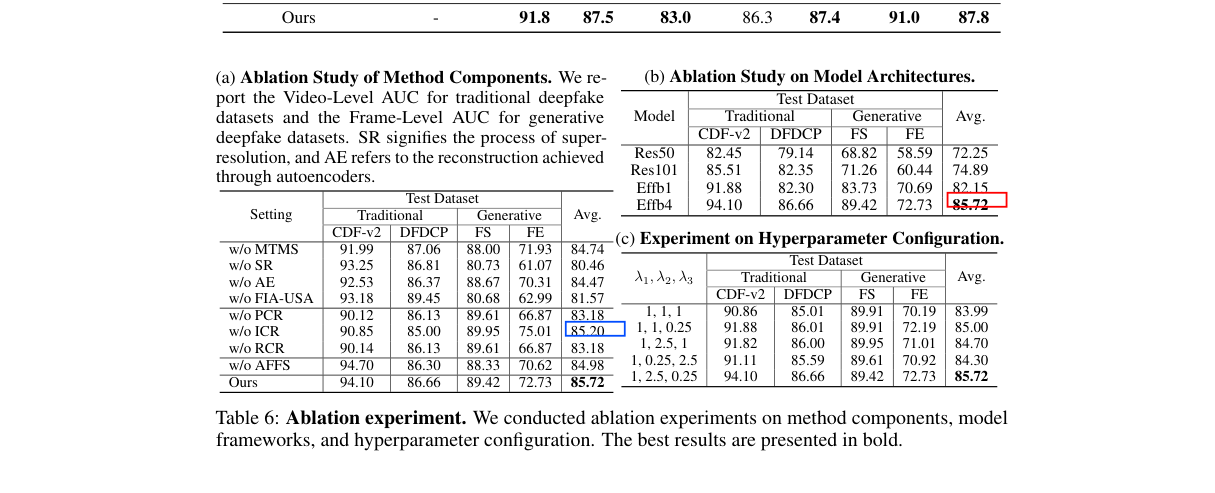 Ours - 91.8 87.5 83.0 86.3 87.4 91.0 87.8
(a) Ablation Study of Method Components. We re-
port the Video-Level AUC for traditional deepfake
datasets and the Frame-Level AUC for generative
deepfake datasets. SR signifies the process of super-
resolution, and AE refers to the reconstruction achieved
through autoencoders.
Test Dataset
Setting Traditional Generative Avg.
CDF-v2 DFDCP FS FE
w/o MTMS 91.99 87.06 88.00 71.93 84.74
w/o SR 93.25 86.81 80.73 61.07 80.46
w/o AE 92.53 86.37 88.67 70.31 84.47
w/o FIA-USA 93.18 89.45 80.68 62.99 81.57
w/o PCR 90.12 86.13 89.61 66.87 83.18
w/o ICR 90.85 85.00 89.95 75.01 85.20
w/o RCR 90.14 86.13 89.61 66.87 83.18
w/o AFFS 94.70 86.30 88.33 70.62 84.98
Ours 94.10 86.66 89.42 72.73 85.72
(b) Ablation Study on Model Architectures.
Test Dataset
Model Traditional Generative Avg.
CDF-v2 DFDCP FS FE
Res50 82.45 79.14 68.82 58.59 72.25
Res101 85.51 82.35 71.26 60.44 74.89
Effb1 91.88 82.30 83.73 70.69 82.15
Effb4 94.10 86.66 89.42 72.73 85.72
(c) Experiment on Hyperparameter Configuration.
Test Dataset
λ₁, λ₂, λ₃ Traditional Generative Avg.
CDF-v2 DFDCP FS FE
1, 1, 1 90.86 85.01 89.91 70.19 83.99
1, 1, 0.25 91.88 86.01 89.91 72.19 85.00
1, 2.5, 1 91.82 86.00 89.95 71.01 84.70
1, 0.25, 2.5 91.11 85.59 89.61 70.92 84.30
1, 2.5, 0.25 94.10 86.66 89.42 72.73 85.72
Table 6: Ablation experiment. We conducted ablation experiments on method components, model
frameworks, and hyperparameter configuration. The best results are presented in bold.